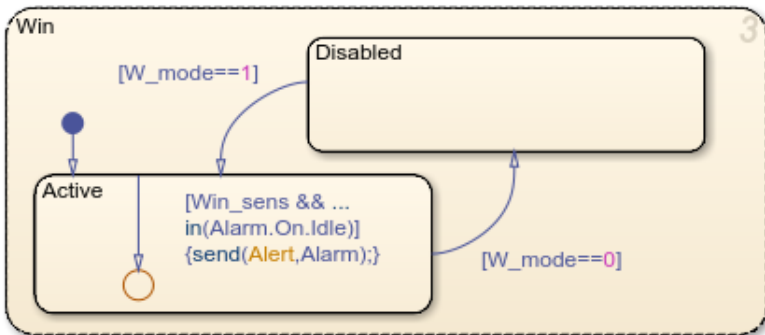 Win
3
Disabled
[W_mode==1]
Active
[Win_sens && ...
in(Alarm.On.Idle)]
{send(Alert,Alarm);}
[W_mode==0]